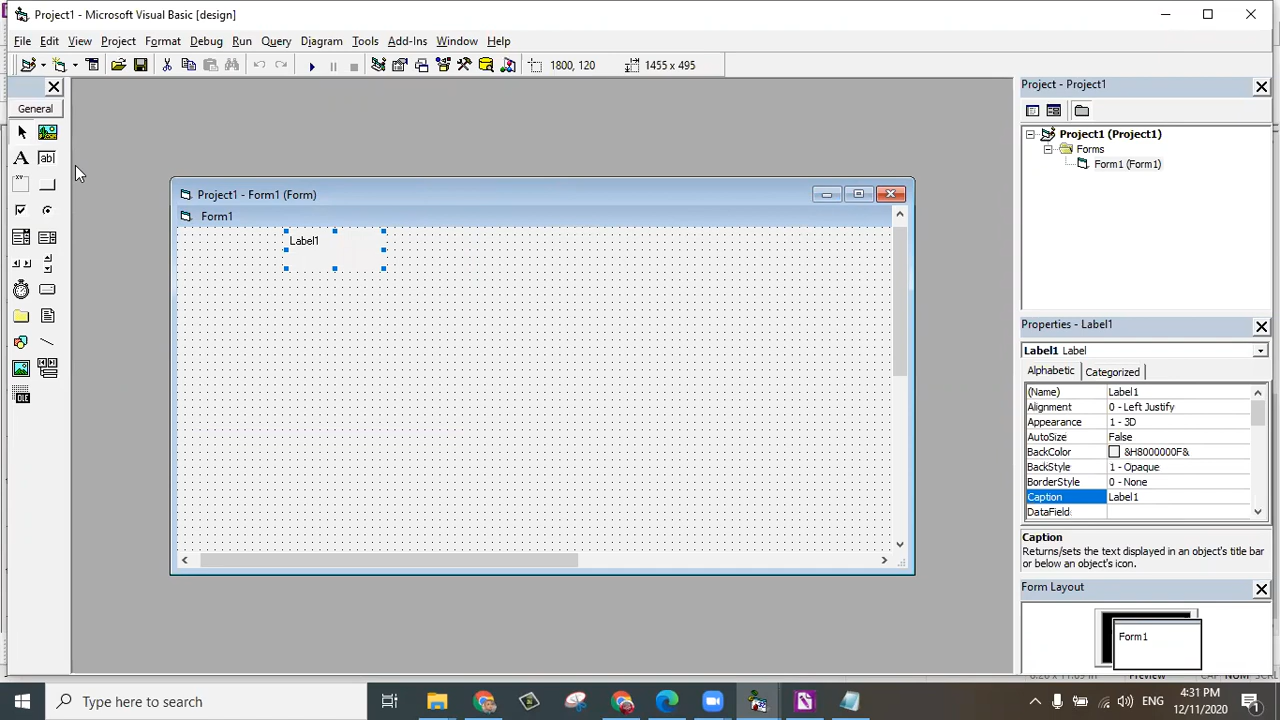 Project1 - Microsoft Visual Basic [design]
File Edit View Project Format Debug Run Query Diagram Tools Add-Ins Window Help
1800, 120 1455 x 495
General
A ab|
OLE
Project1 - Form1 (Form)
Form1
Label1
Project - Project1
Project1 (Project1)
Forms
Form1 (Form1)
Properties - Label1
Label1 Label
Alphabetic Categorized
(Name) Label1
Alignment 0 - Left Justify
Appearance 1 - 3D
AutoSize False
BackColor &H8000000F&
BackStyle 1 - Opaque
BorderStyle 0 - None
Caption Label1
DataField
Caption
Returns/sets the text displayed in an object's title bar
or below an object's icon.
Form Layout
Form1
Type here to search
4:31 PM
12/11/2020
1